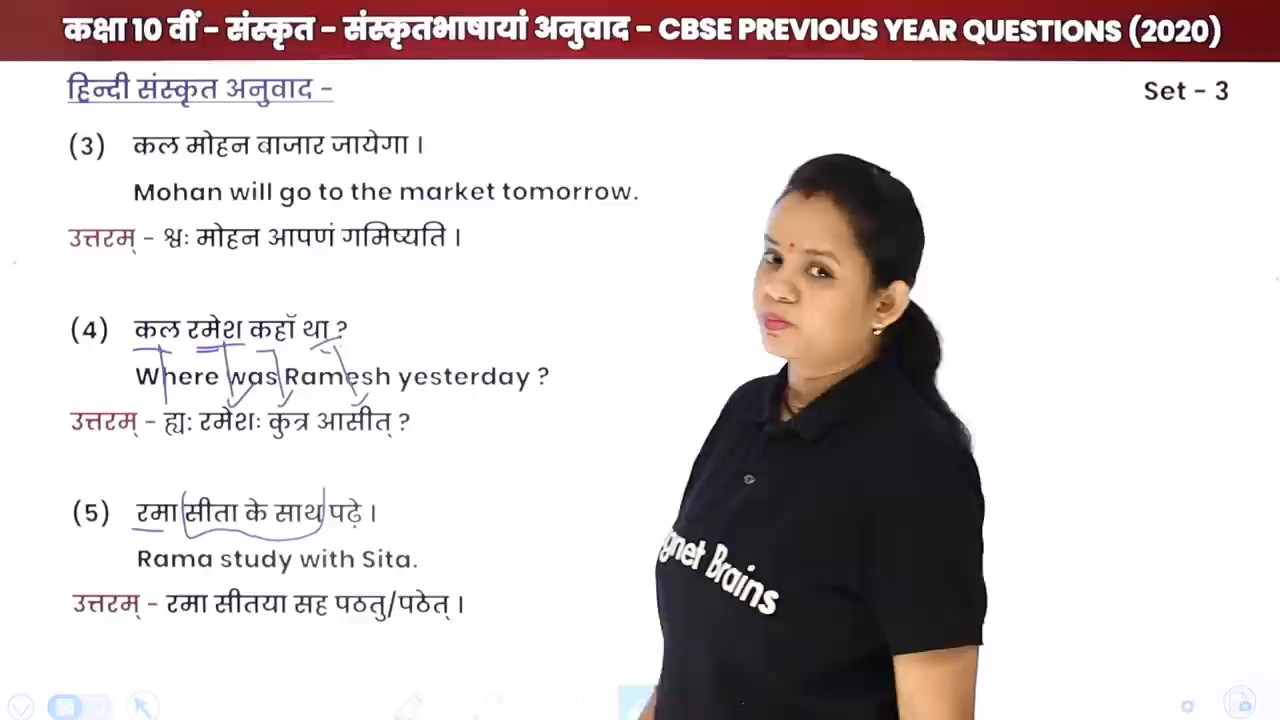 कक्षा 10 वीं - संस्कृत - संस्कृतभाषायां अनुवाद - CBSE PREVIOUS YEAR QUESTIONS (2020)
हिन्दी संस्कृत अनुवाद - Set - 3
(3) कल मोहन बाजार जायेगा ।
Mohan will go to the market tomorrow.
उत्तरम् - श्वः मोहन आपणं गमिष्यति ।
(4) कल रमेश कहाँ था ?
Where was Ramesh yesterday ?
उत्तरम् - ह्य: रमेशः कुत्र आसीत् ?
(5) रमा सीता के साथ पढ़े ।
Rama study with Sita.
उत्तरम् - रमा सीतया सह पठतु/पठेत् ।
gnet Brains